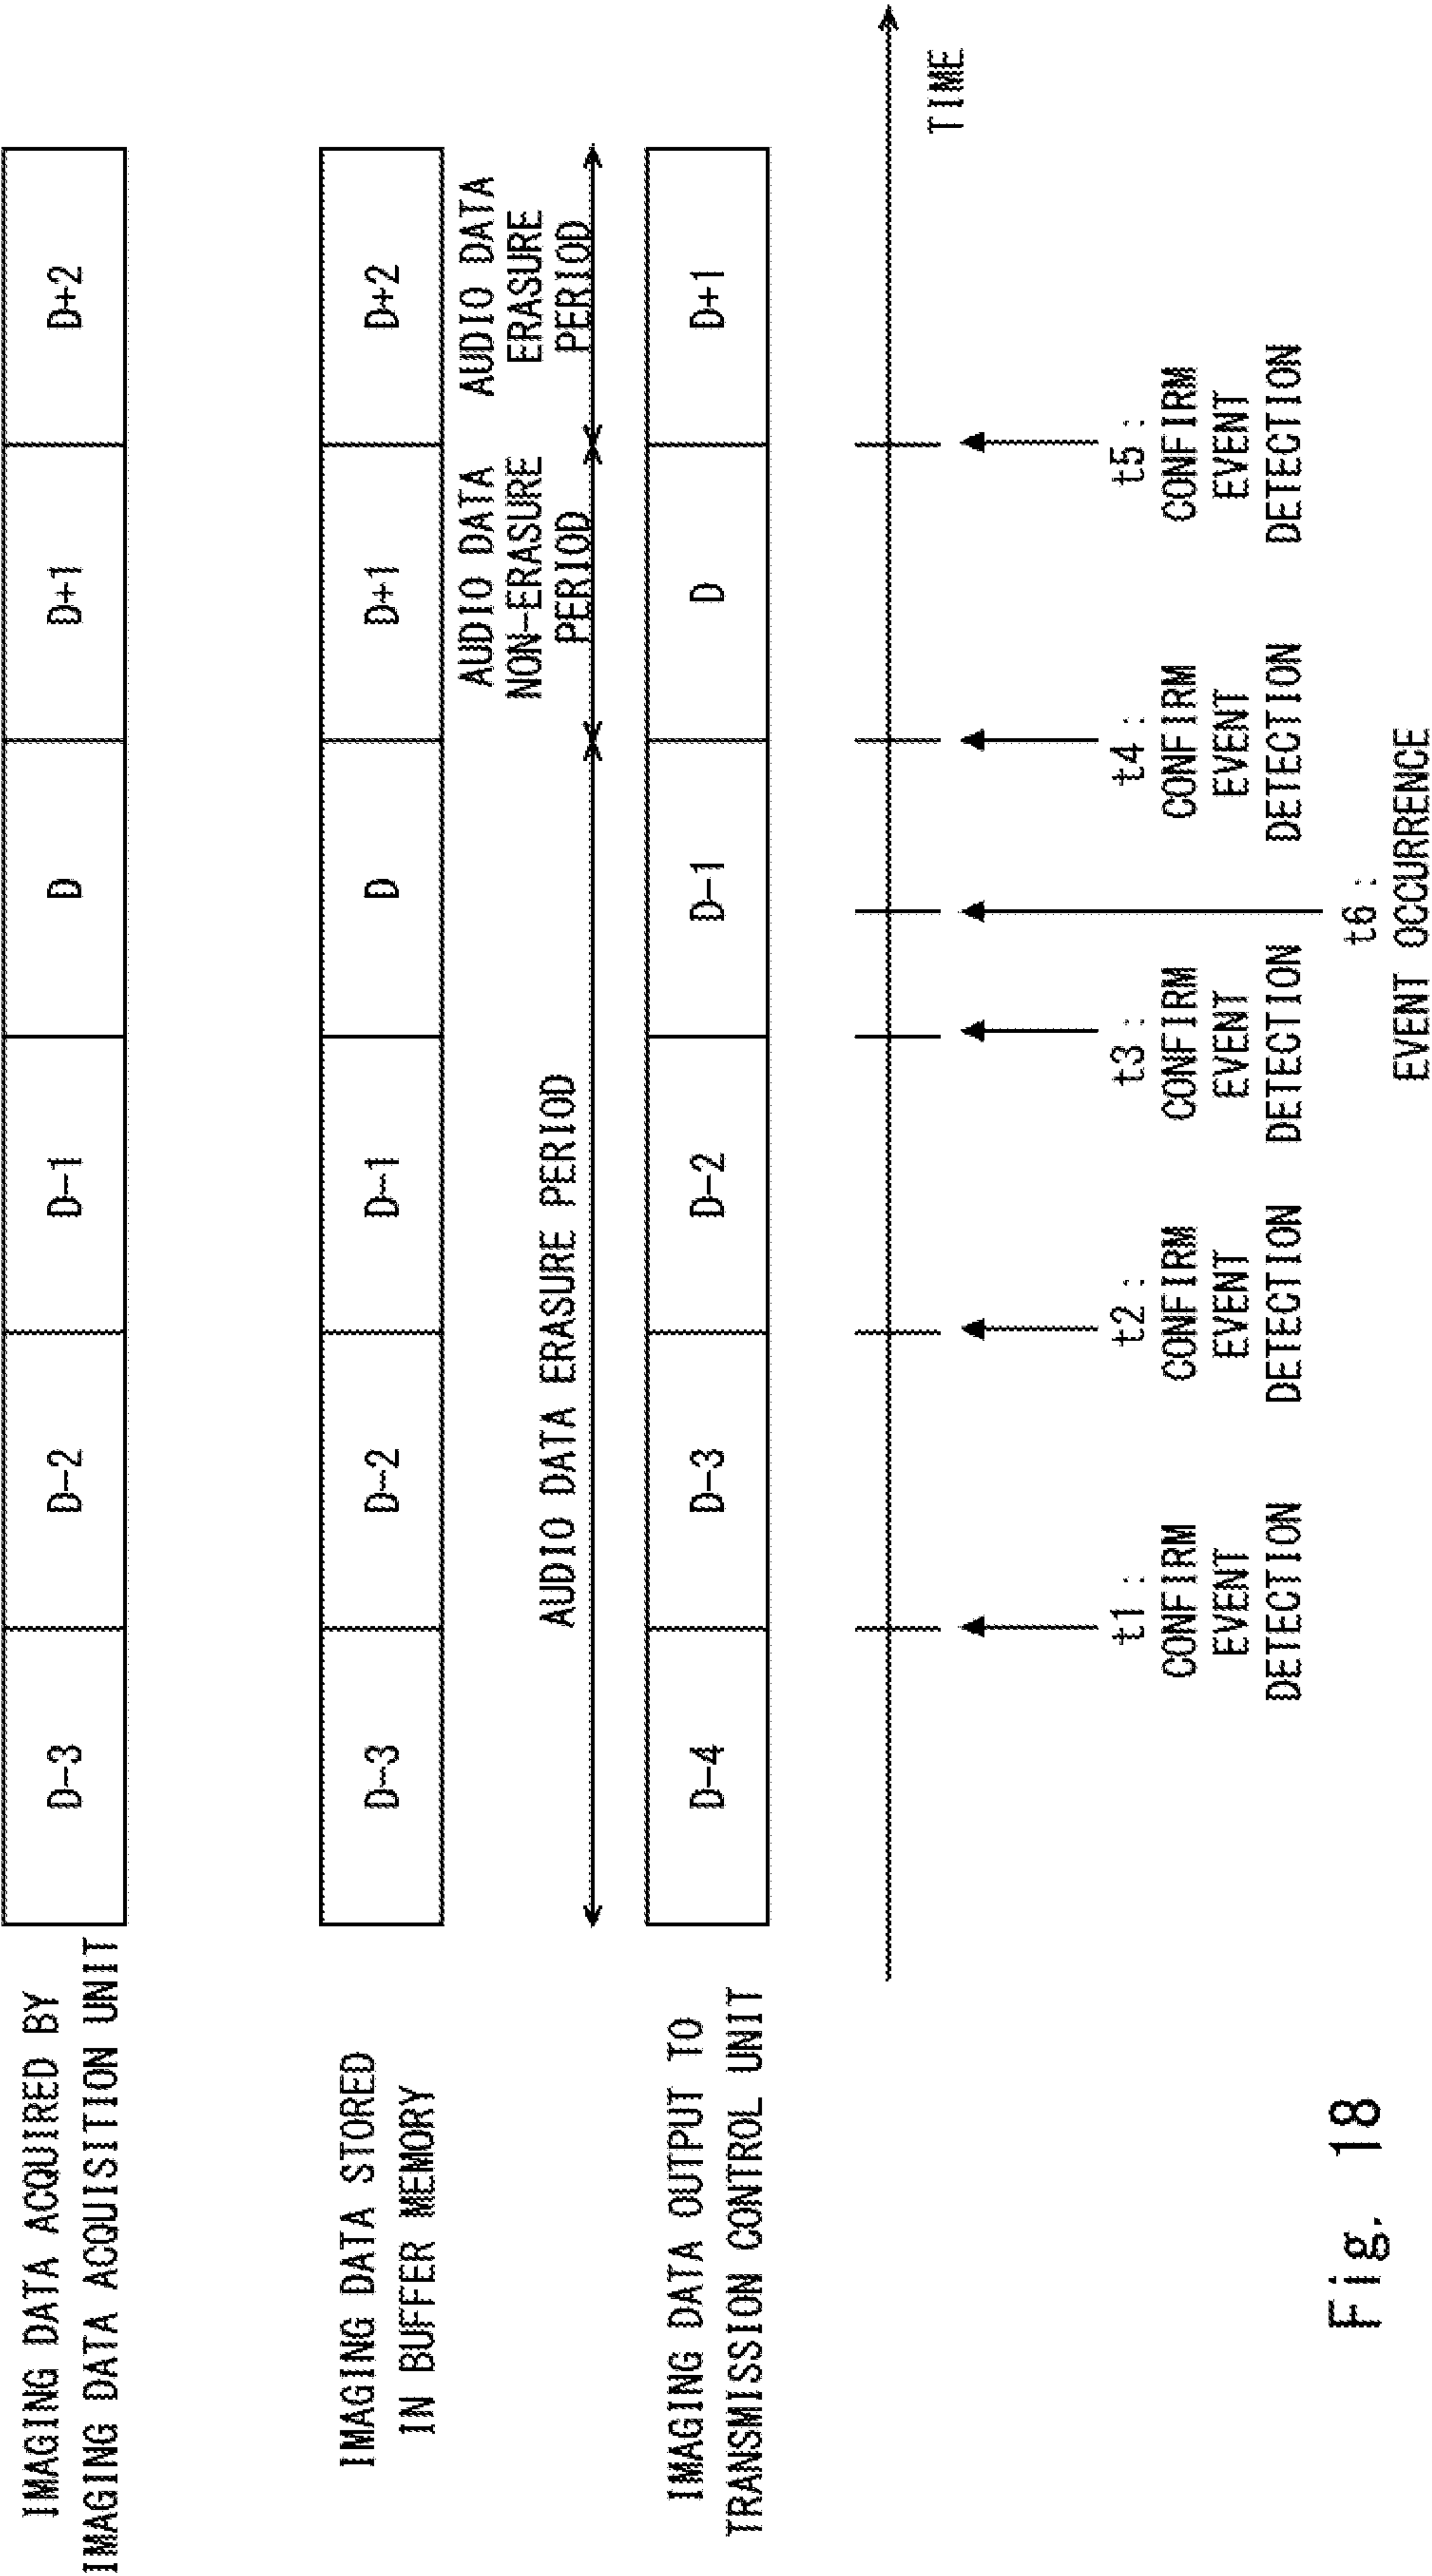 IMAGING DATA ACQUIRED BY
IMAGING DATA ACQUISITION UNIT
D-3
D-2
D-1
D
D+1
D+2
IMAGING DATA STORED
IN BUFFER MEMORY
D-3
D-2
D-1
D
D+1
D+2
AUDIO DATA ERASURE PERIOD
AUDIO DATA
NON-ERASURE
PERIOD
AUDIO DATA
ERASURE
PERIOD
IMAGING DATA OUTPUT TO
TRANSMISSION CONTROL UNIT
D-4
D-3
D-2
D-1
D
D+1
TIME
t1:
CONFIRM
EVENT
DETECTION
t2:
CONFIRM
EVENT
DETECTION
t3:
CONFIRM
EVENT
DETECTION
t4:
CONFIRM
EVENT
DETECTION
t5:
CONFIRM
EVENT
DETECTION
t6:
EVENT OCCURRENCE
Fig. 18